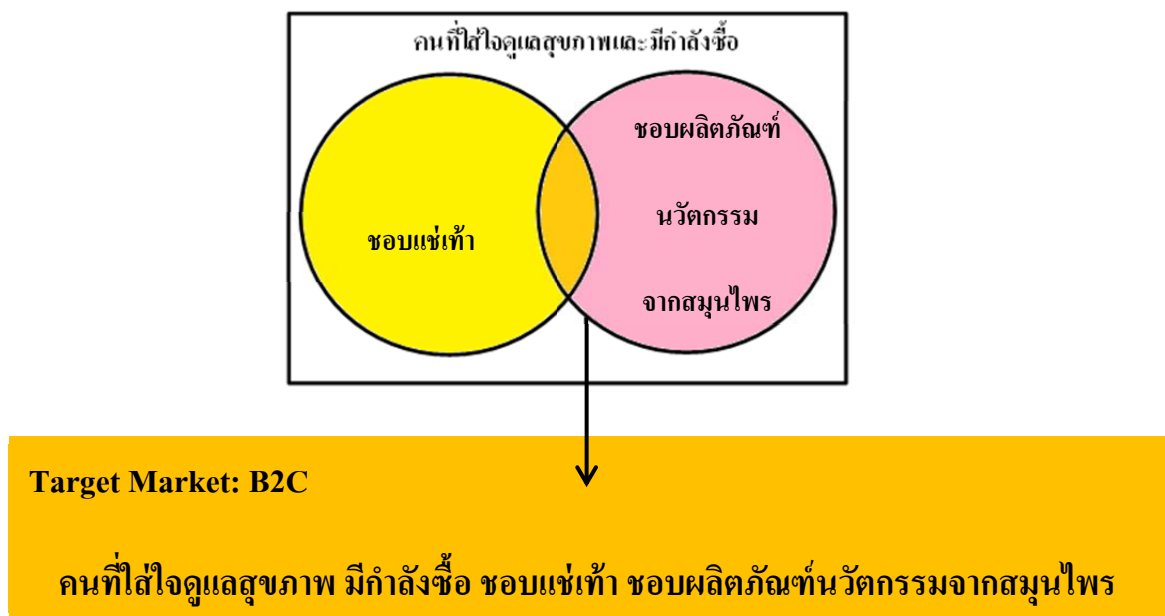 คนที่ใส่ใจดูแลสุขภาพและมีกำลังซื้อ
ชอบแช่เท้า
ชอบผลิตภัณฑ์
นวัตกรรม
จากสมุนไพร
Target Market: B2C
คนที่ใส่ใจดูแลสุขภาพ มีกำลังซื้อ ชอบแช่เท้า ชอบผลิตภัณฑ์นวัตกรรมจากสมุนไพร